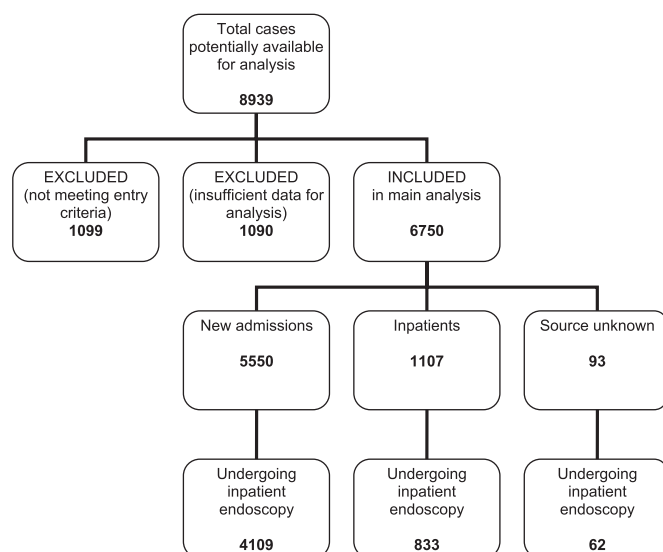 Total cases
potentially available
for analysis
8939
EXCLUDED
(not meeting entry
criteria)
1099
EXCLUDED
(insufficient data for
analysis)
1090
INCLUDED
in main analysis
6750
New admissions
5550
Inpatients
1107
Source unknown
93
Undergoing
inpatient
endoscopy
4109
Undergoing
inpatient
endoscopy
833
Undergoing
inpatient
endoscopy
62